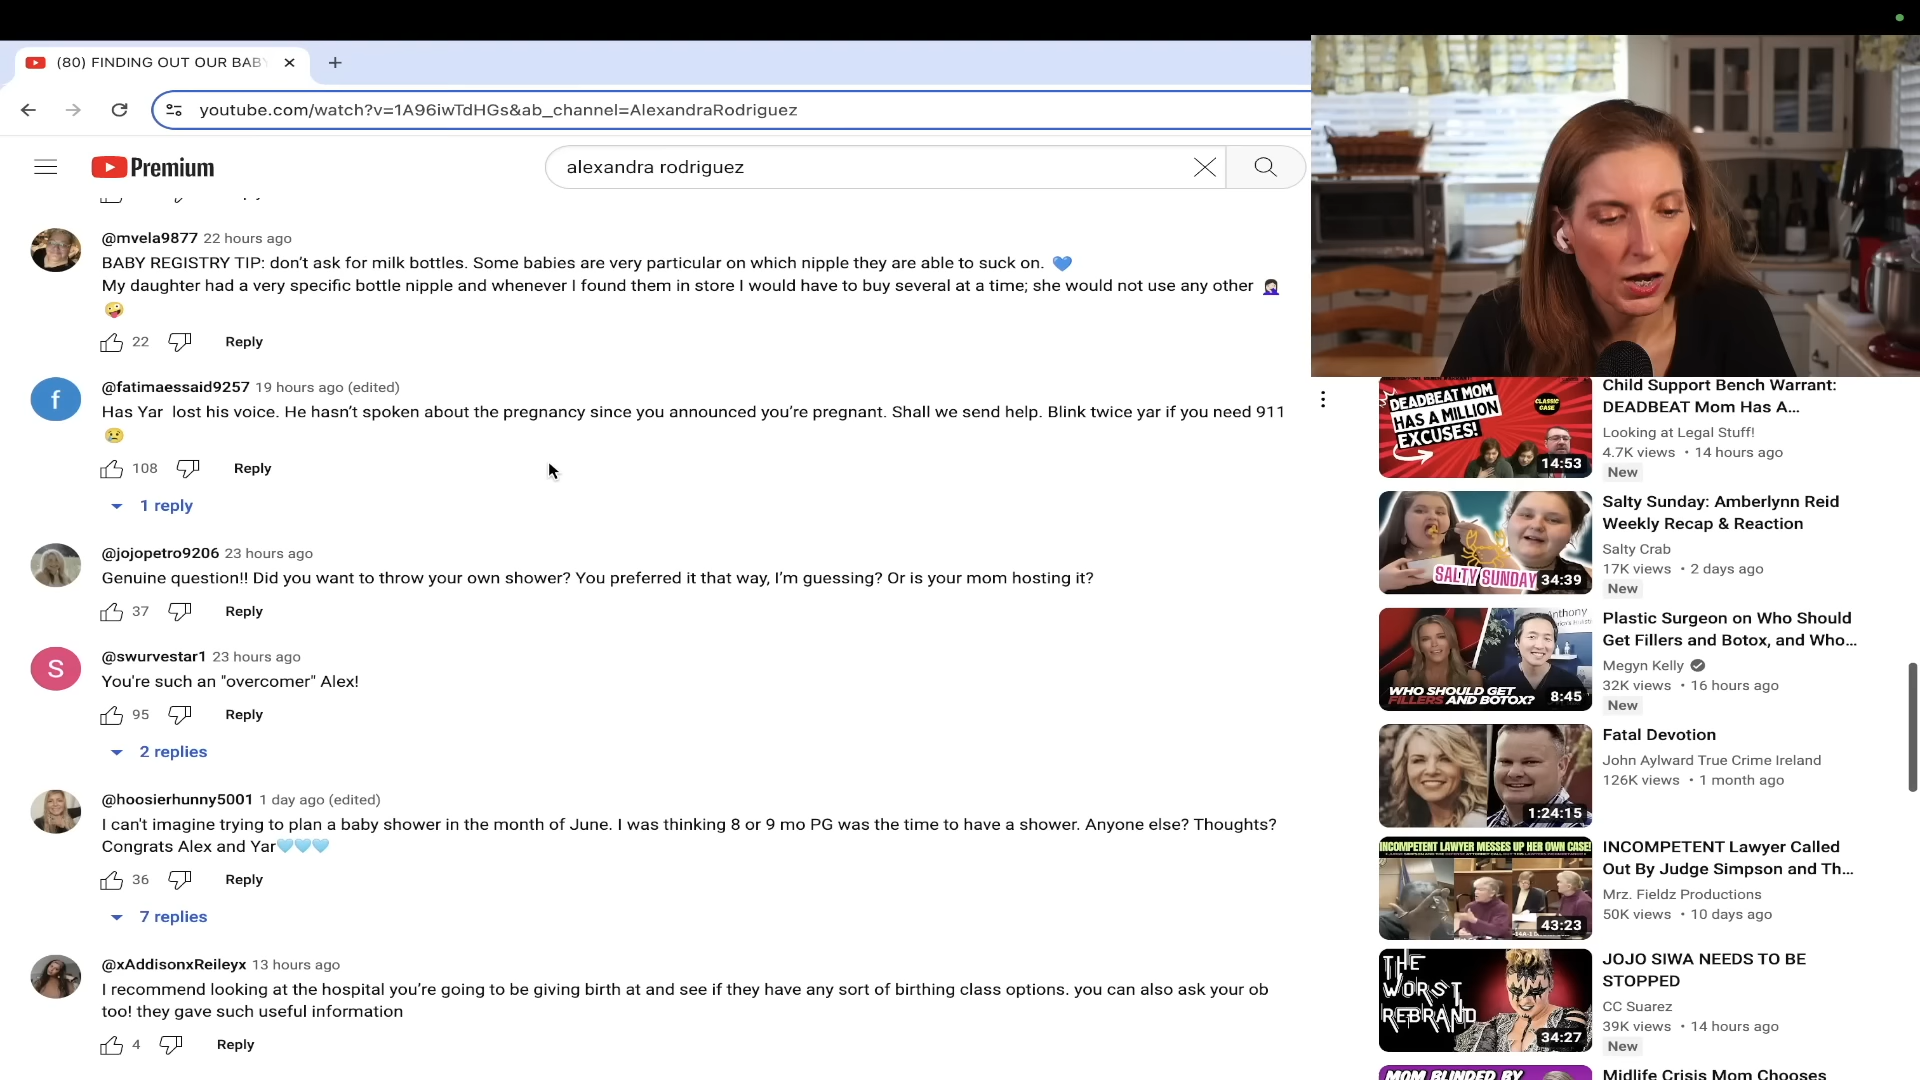 (80) FINDING OUT OUR BAB
youtube.com/watch?v=1A96iwTdHGs&ab_channel=AlexandraRodriguez
Premium
alexandra rodriguez
@mvela9877 22 hours ago
BABY REGISTRY TIP: don't ask for milk bottles. Some babies are very particular on which nipple they are able to suck on. 💙
My daughter had a very specific bottle nipple and whenever I found them in store I would have to buy several at a time; she would not use any other 🤦🏻‍♀️
🤪
22 Reply
@fatimaessaid9257 19 hours ago (edited)
Has Yar lost his voice. He hasn't spoken about the pregnancy since you announced you're pregnant. Shall we send help. Blink twice yar if you need 911
😢
108 Reply
1 reply
@jojopetro9206 23 hours ago
Genuine question!! Did you want to throw your own shower? You preferred it that way, I'm guessing? Or is your mom hosting it?
37 Reply
S
@swurvestar1 23 hours ago
You're such an "overcomer" Alex!
95 Reply
2 replies
@hoosierhunny5001 1 day ago (edited)
I can't imagine trying to plan a baby shower in the month of June. I was thinking 8 or 9 mo PG was the time to have a shower. Anyone else? Thoughts?
Congrats Alex and Yar🩵🩵🩵
36 Reply
7 replies
@xAddisonxReileyx 13 hours ago
I recommend looking at the hospital you're going to be giving birth at and see if they have any sort of birthing class options. you can also ask your ob
too! they gave such useful information
4 Reply
f
DEADBEAT MOM
HAS A MILLION
EXCUSES!
CLASSIC
CASE
14:53
Child Support Bench Warrant:
DEADBEAT Mom Has A...
Looking at Legal Stuff!
4.7K views • 14 hours ago
New
SALTY SUNDAY
34:39
Salty Sunday: Amberlynn Reid
Weekly Recap & Reaction
Salty Crab
17K views • 2 days ago
New
WHO SHOULD GET
FILLERS AND BOTOX?
8:45
Plastic Surgeon on Who Should
Get Fillers and Botox, and Who...
Megyn Kelly
32K views • 16 hours ago
New
1:24:15
Fatal Devotion
John Aylward True Crime Ireland
126K views • 1 month ago
INCOMPETENT LAWYER MESSES UP HER OWN CASE!
43:23
INCOMPETENT Lawyer Called
Out By Judge Simpson and Th...
Mrz. Fieldz Productions
50K views • 10 days ago
THE
WORST
REBRAND
34:27
JOJO SIWA NEEDS TO BE
STOPPED
CC Suarez
39K views • 14 hours ago
New
MOM BLINDED BY
Midlife Crisis Mom Chooses